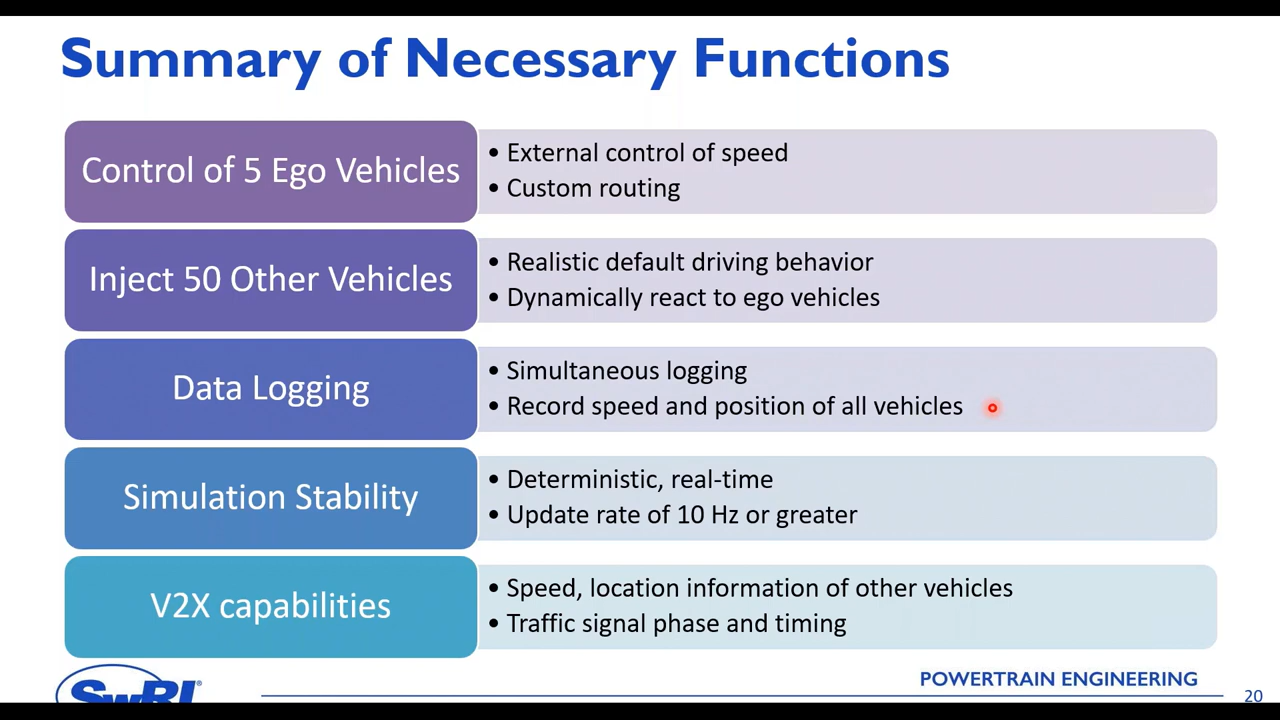 Summary of Necessary Functions
Control of 5 Ego Vehicles
• External control of speed
• Custom routing
Inject 50 Other Vehicles
• Realistic default driving behavior
• Dynamically react to ego vehicles
Data Logging
• Simultaneous logging
• Record speed and position of all vehicles
Simulation Stability
• Deterministic, real-time
• Update rate of 10 Hz or greater
V2X capabilities
• Speed, location information of other vehicles
• Traffic signal phase and timing
SwRI®
POWERTRAIN ENGINEERING
20